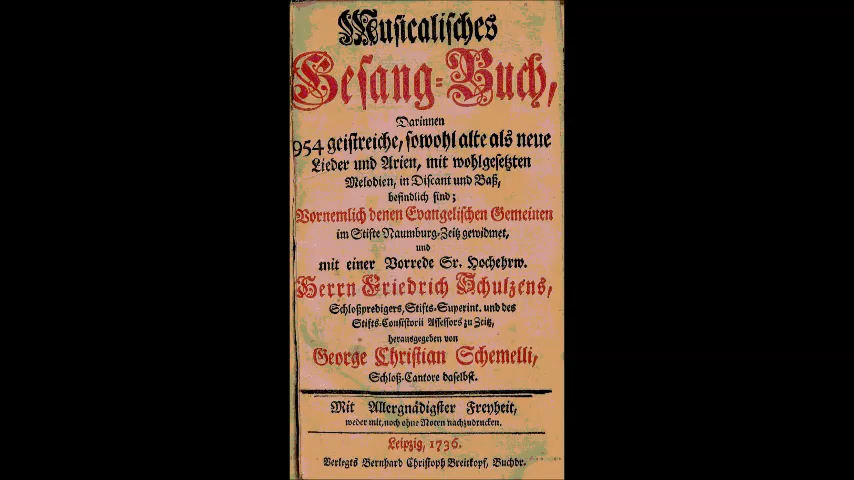 Musicalisches
Gesang-Buch,
Darinnen
954 geistreiche, sowohl alte als neue
Lieder und Arien, mit wohlgesetzten
Melodien, in Discant und Baß,
befindlich sind;
Vornemlich denen Evangelischen Gemeinen
im Stifte Naumburg-Zeitz gewidmet,
und
mit einer Vorrede Sr. Hochehrw.
Herrn Friedrich Schulzens,
Schloßpredigers, Stifts-Superint. und des
Stifts-Consistorii Assessors zu Zeitz,
herausgegeben von
George Christian Schemelli,
Schloß-Cantore daselbst.
Mit Allergnädigster Freyheit,
weder mit, noch ohne Noten nachzudrucken.
Leipzig, 1736.
Verlegts Bernhard Christoph Breitkopf, Buchdr.